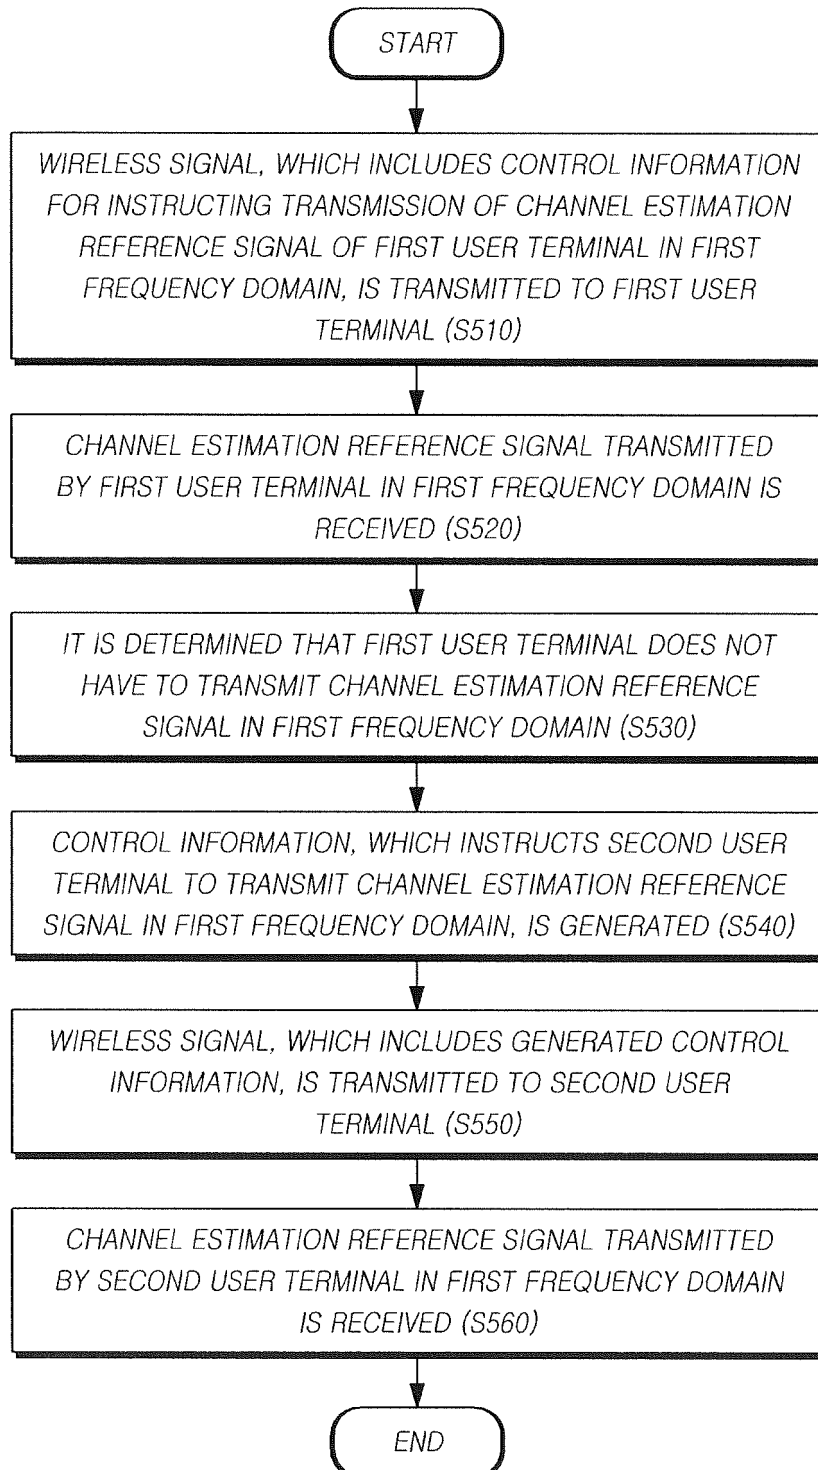 START
WIRELESS SIGNAL, WHICH INCLUDES CONTROL INFORMATION
FOR INSTRUCTING TRANSMISSION OF CHANNEL ESTIMATION
REFERENCE SIGNAL OF FIRST USER TERMINAL IN FIRST
FREQUENCY DOMAIN, IS TRANSMITTED TO FIRST USER
TERMINAL (S510)
CHANNEL ESTIMATION REFERENCE SIGNAL TRANSMITTED
BY FIRST USER TERMINAL IN FIRST FREQUENCY DOMAIN IS
RECEIVED (S520)
IT IS DETERMINED THAT FIRST USER TERMINAL DOES NOT
HAVE TO TRANSMIT CHANNEL ESTIMATION REFERENCE
SIGNAL IN FIRST FREQUENCY DOMAIN (S530)
CONTROL INFORMATION, WHICH INSTRUCTS SECOND USER
TERMINAL TO TRANSMIT CHANNEL ESTIMATION REFERENCE
SIGNAL IN FIRST FREQUENCY DOMAIN, IS GENERATED (S540)
WIRELESS SIGNAL, WHICH INCLUDES GENERATED CONTROL
INFORMATION, IS TRANSMITTED TO SECOND USER
TERMINAL (S550)
CHANNEL ESTIMATION REFERENCE SIGNAL TRANSMITTED
BY SECOND USER TERMINAL IN FIRST FREQUENCY DOMAIN
IS RECEIVED (S560)
END